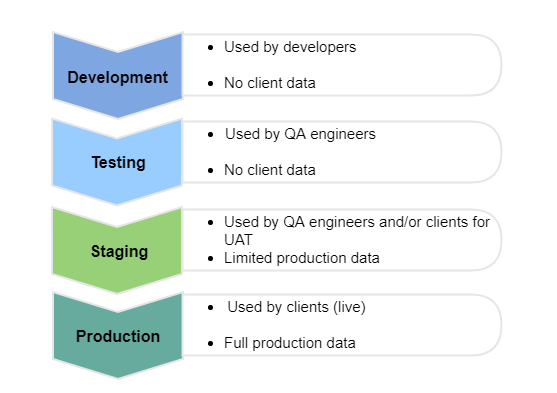 Development
• Used by developers
• No client data
Testing
• Used by QA engineers
• No client data
Staging
• Used by QA engineers and/or clients for
UAT
• Limited production data
Production
• Used by clients (live)
• Full production data